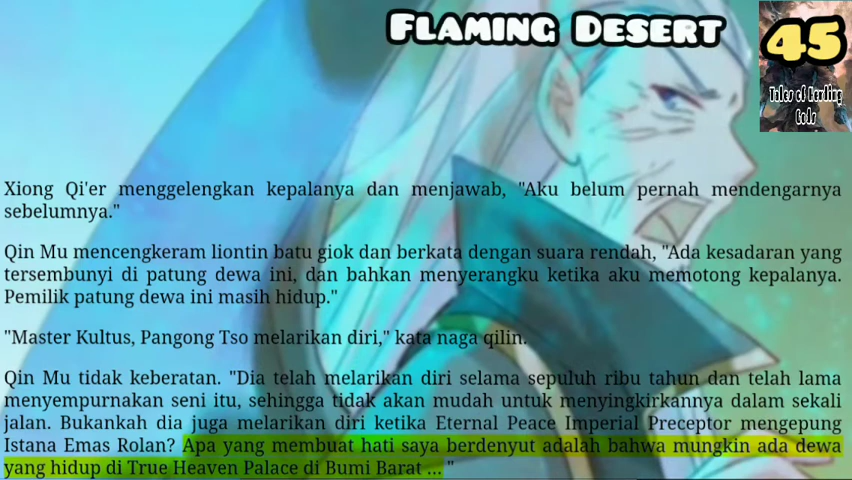 FLAMING DESERT
45
Tales of Herding
Gods
Xiong Qi'er menggelengkan kepalanya dan menjawab, "Aku belum pernah mendengarnya
sebelumnya."
Qin Mu mencengkeram liontin batu giok dan berkata dengan suara rendah, "Ada kesadaran yang
tersembunyi di patung dewa ini, dan bahkan menyerangku ketika aku memotong kepalanya.
Pemilik patung dewa ini masih hidup."
"Master Kultus, Pangong Tso melarikan diri," kata naga qilin.
Qin Mu tidak keberatan. "Dia telah melarikan diri selama sepuluh ribu tahun dan telah lama
menyempurnakan seni itu, sehingga tidak akan mudah untuk menyingkirkannya dalam sekali
jalan. Bukankah dia juga melarikan diri ketika Eternal Peace Imperial Preceptor mengepung
Istana Emas Rolan? Apa yang membuat hati saya berdenyut adalah bahwa mungkin ada dewa
yang hidup di True Heaven Palace di Bumi Barat ... "